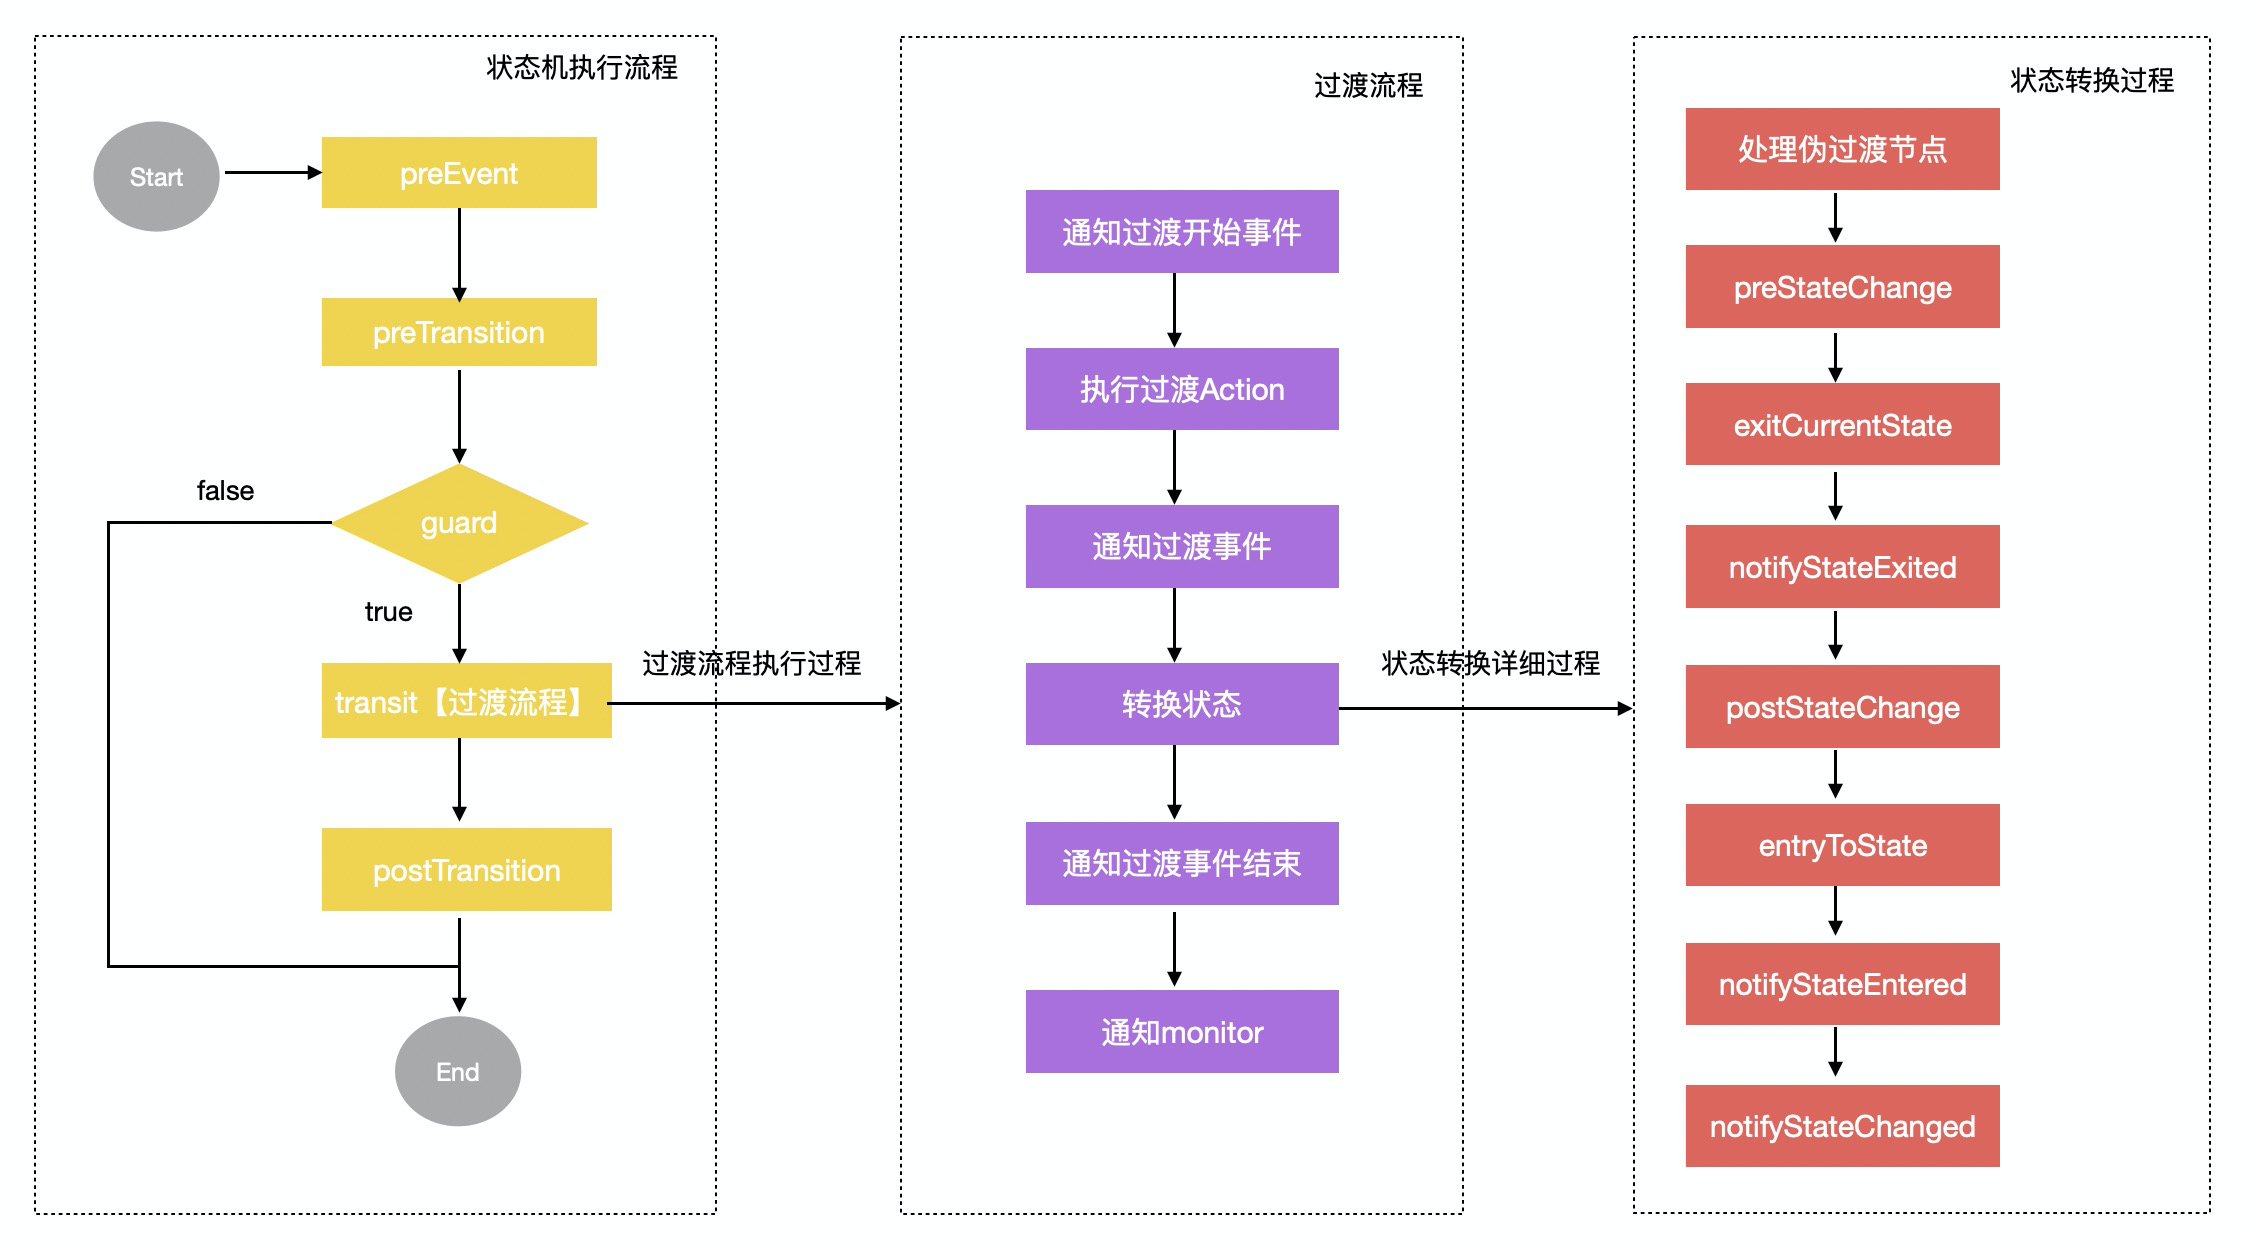 状态机执行流程
Start
preEvent
preTransition
guard
false
true
transit【过渡流程】
过渡流程执行过程
postTransition
End
过渡流程
通知过渡开始事件
执行过渡Action
通知过渡事件
转换状态
状态转换详细过程
通知过渡事件结束
通知monitor
状态转换过程
处理伪过渡节点
preStateChange
exitCurrentState
notifyStateExited
postStateChange
entryToState
notifyStateEntered
notifyStateChanged